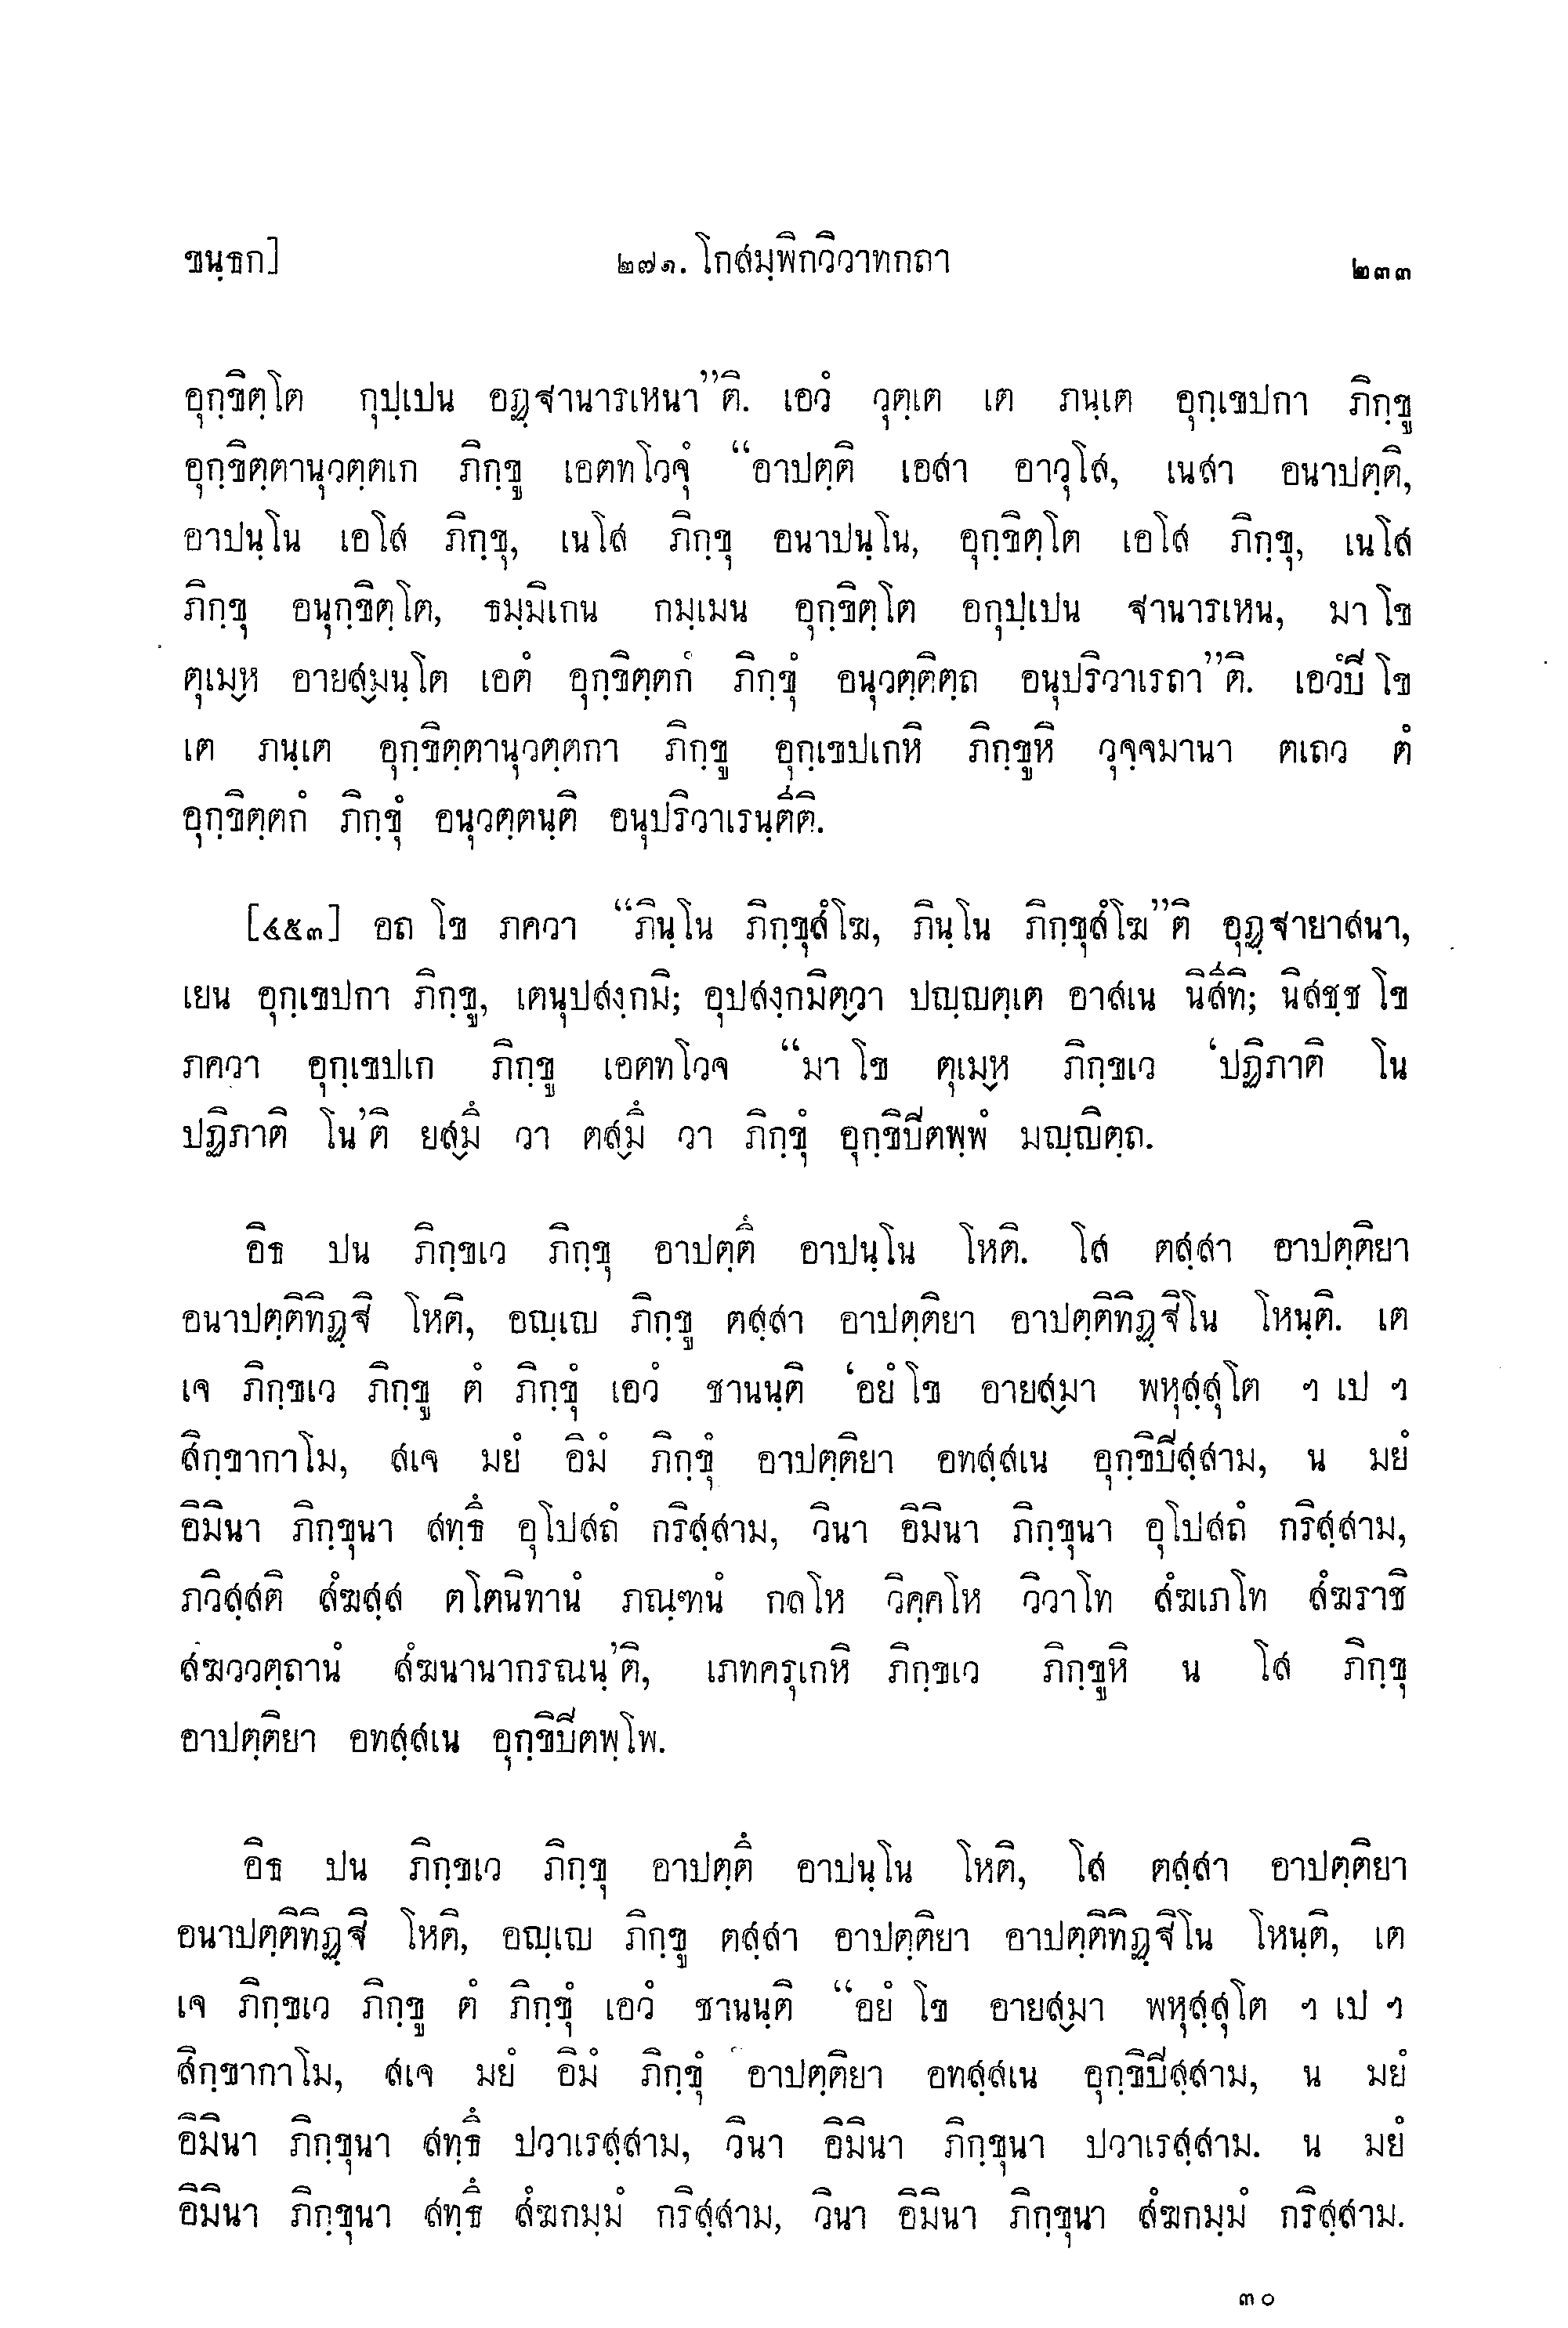 ขนฺธก]
๒๗๑. โกสมฺพิกวิวาทกถา
๒๓๓
อุกฺขิตฺโต กุปฺเปน อฏฺฐานารเหนา”ติ. เอวํ วุตฺเต เต ภนฺเต อุกฺเขปกา ภิกฺขู
อุกฺขิตฺตานุวตฺตเก ภิกฺขู เอตทโวจุํ “อาปตฺติ เอสา อาวุโส, เนสา อนาปตฺติ,
อาปนฺโน เอโส ภิกฺขุ, เนโส ภิกฺขุ อนาปนฺโน, อุกฺขิตฺโต เอโส ภิกฺขุ, เนโส
ภิกฺขุ อนุกฺขิตฺโต, ธมฺมิเกน กมฺเมน อุกฺขิตฺโต อกุปฺเปน ฐานารเหน, มา โข
ตุเมฺห อายสฺมนฺโต เอตํ อุกฺขิตฺตกํ ภิกฺขุํ อนุวตฺติตฺถ อนุปริวาเรถา”ติ. เอวํปี โข
เต ภนฺเต อุกฺขิตฺตานุวตฺตกา ภิกฺขู อุกฺเขปเกหิ ภิกฺขูหิ วุจฺจมานา ตเถว ตํ
อุกฺขิตฺตกํ ภิกฺขุํ อนุวตฺตนฺติ อนุปริวาเรนฺตีติ.
[๔๕๓] อถ โข ภควา “ภินฺโน ภิกฺขุสํโฆ, ภินฺโน ภิกฺขุสํโฆ”ติ อุฏฺฐายาสนา,
เยน อุกฺเขปกา ภิกฺขู, เตนุปสงฺกมิ; อุปสงฺกมิตฺวา ปญฺญตฺเต อาสเน นิสีทิ; นิสชฺช โข
ภควา อุกฺเขปเก ภิกฺขู เอตทโวจ “มา โข ตุเมฺห ภิกฺขเว ‘ปฏิภาติ โน
ปฏิภาติ โน’ติ ยสฺมึ วา ตสฺมึ วา ภิกฺขุํ อุกฺขิปีตพฺพํ มญฺญิตฺถ.
อิธ ปน ภิกฺขเว ภิกฺขุ อาปตฺตึ อาปนฺโน โหติ. โส ตสฺสา อาปตฺติยา
อนาปตฺติทิฏฺฐิ โหติ, อญฺเญ ภิกฺขู ตสฺสา อาปตฺติยา อาปตฺติทิฏฺฐิโน โหนฺติ. เต
เจ ภิกฺขเว ภิกฺขู ตํ ภิกฺขุํ เอวํ ชานนฺติ ‘อยํ โข อายสฺมา พหุสฺสุโต ฯ เป ฯ
สิกฺขากาโม, สเจ มยํ อิมํ ภิกฺขุํ อาปตฺติยา อทสฺสเน อุกฺขิปีสฺสาม, น มยํ
อิมินา ภิกฺขุนา สทฺธึ อุโปสถํ กริสฺสาม, วินา อิมินา ภิกฺขุนา อุโปสถํ กริสฺสาม,
ภวิสฺสติ สํฆสฺส ตโตนิทานํ ภณฺฑนํ กลโห วิคฺคโห วิวาโท สํฆเภโท สํฆราชิ
สํฆววตฺถานํ สํฆนานากรณนฺ’ติ, เภทครุเกหิ ภิกฺขเว ภิกฺขูหิ น โส ภิกฺขุ
อาปตฺติยา อทสฺสเน อุกฺขิปีตพฺโพ.
อิธ ปน ภิกฺขเว ภิกฺขุ อาปตฺตึ อาปนฺโน โหติ, โส ตสฺสา อาปตฺติยา
อนาปตฺติทิฏฺฐิ โหติ, อญฺเญ ภิกฺขู ตสฺสา อาปตฺติยา อาปตฺติทิฏฺฐิโน โหนฺติ, เต
เจ ภิกฺขเว ภิกฺขู ตํ ภิกฺขุํ เอวํ ชานนฺติ “อยํ โข อายสฺมา พหุสฺสุโต ฯ เป ฯ
สิกฺขากาโม, สเจ มยํ อิมํ ภิกฺขุํ อาปตฺติยา อทสฺสเน อุกฺขิปีสฺสาม, น มยํ
อิมินา ภิกฺขุนา สทฺธึ ปวาเรสฺสาม, วินา อิมินา ภิกฺขุนา ปวาเรสฺสาม. น มยํ
อิมินา ภิกฺขุนา สทฺธึ สํฆกมฺมํ กริสฺสาม, วินา อิมินา ภิกฺขุนา สํฆกมฺมํ กริสฺสาม.
๓๐